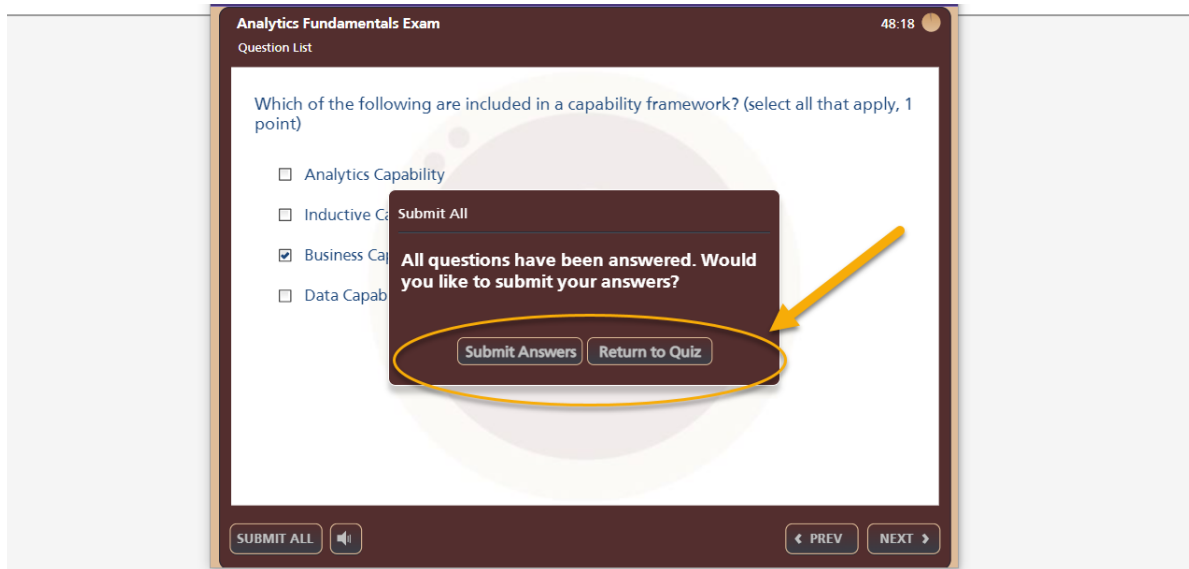 Analytics Fundamentals Exam
48:18
Question List
Which of the following are included in a capability framework? (select all that apply, 1
point)
Analytics Capability
Inductive Ca
Business Cap
Data Capab
Submit All
All questions have been answered. Would
you like to submit your answers?
Submit Answers
Return to Quiz
SUBMIT ALL
PREV
NEXT